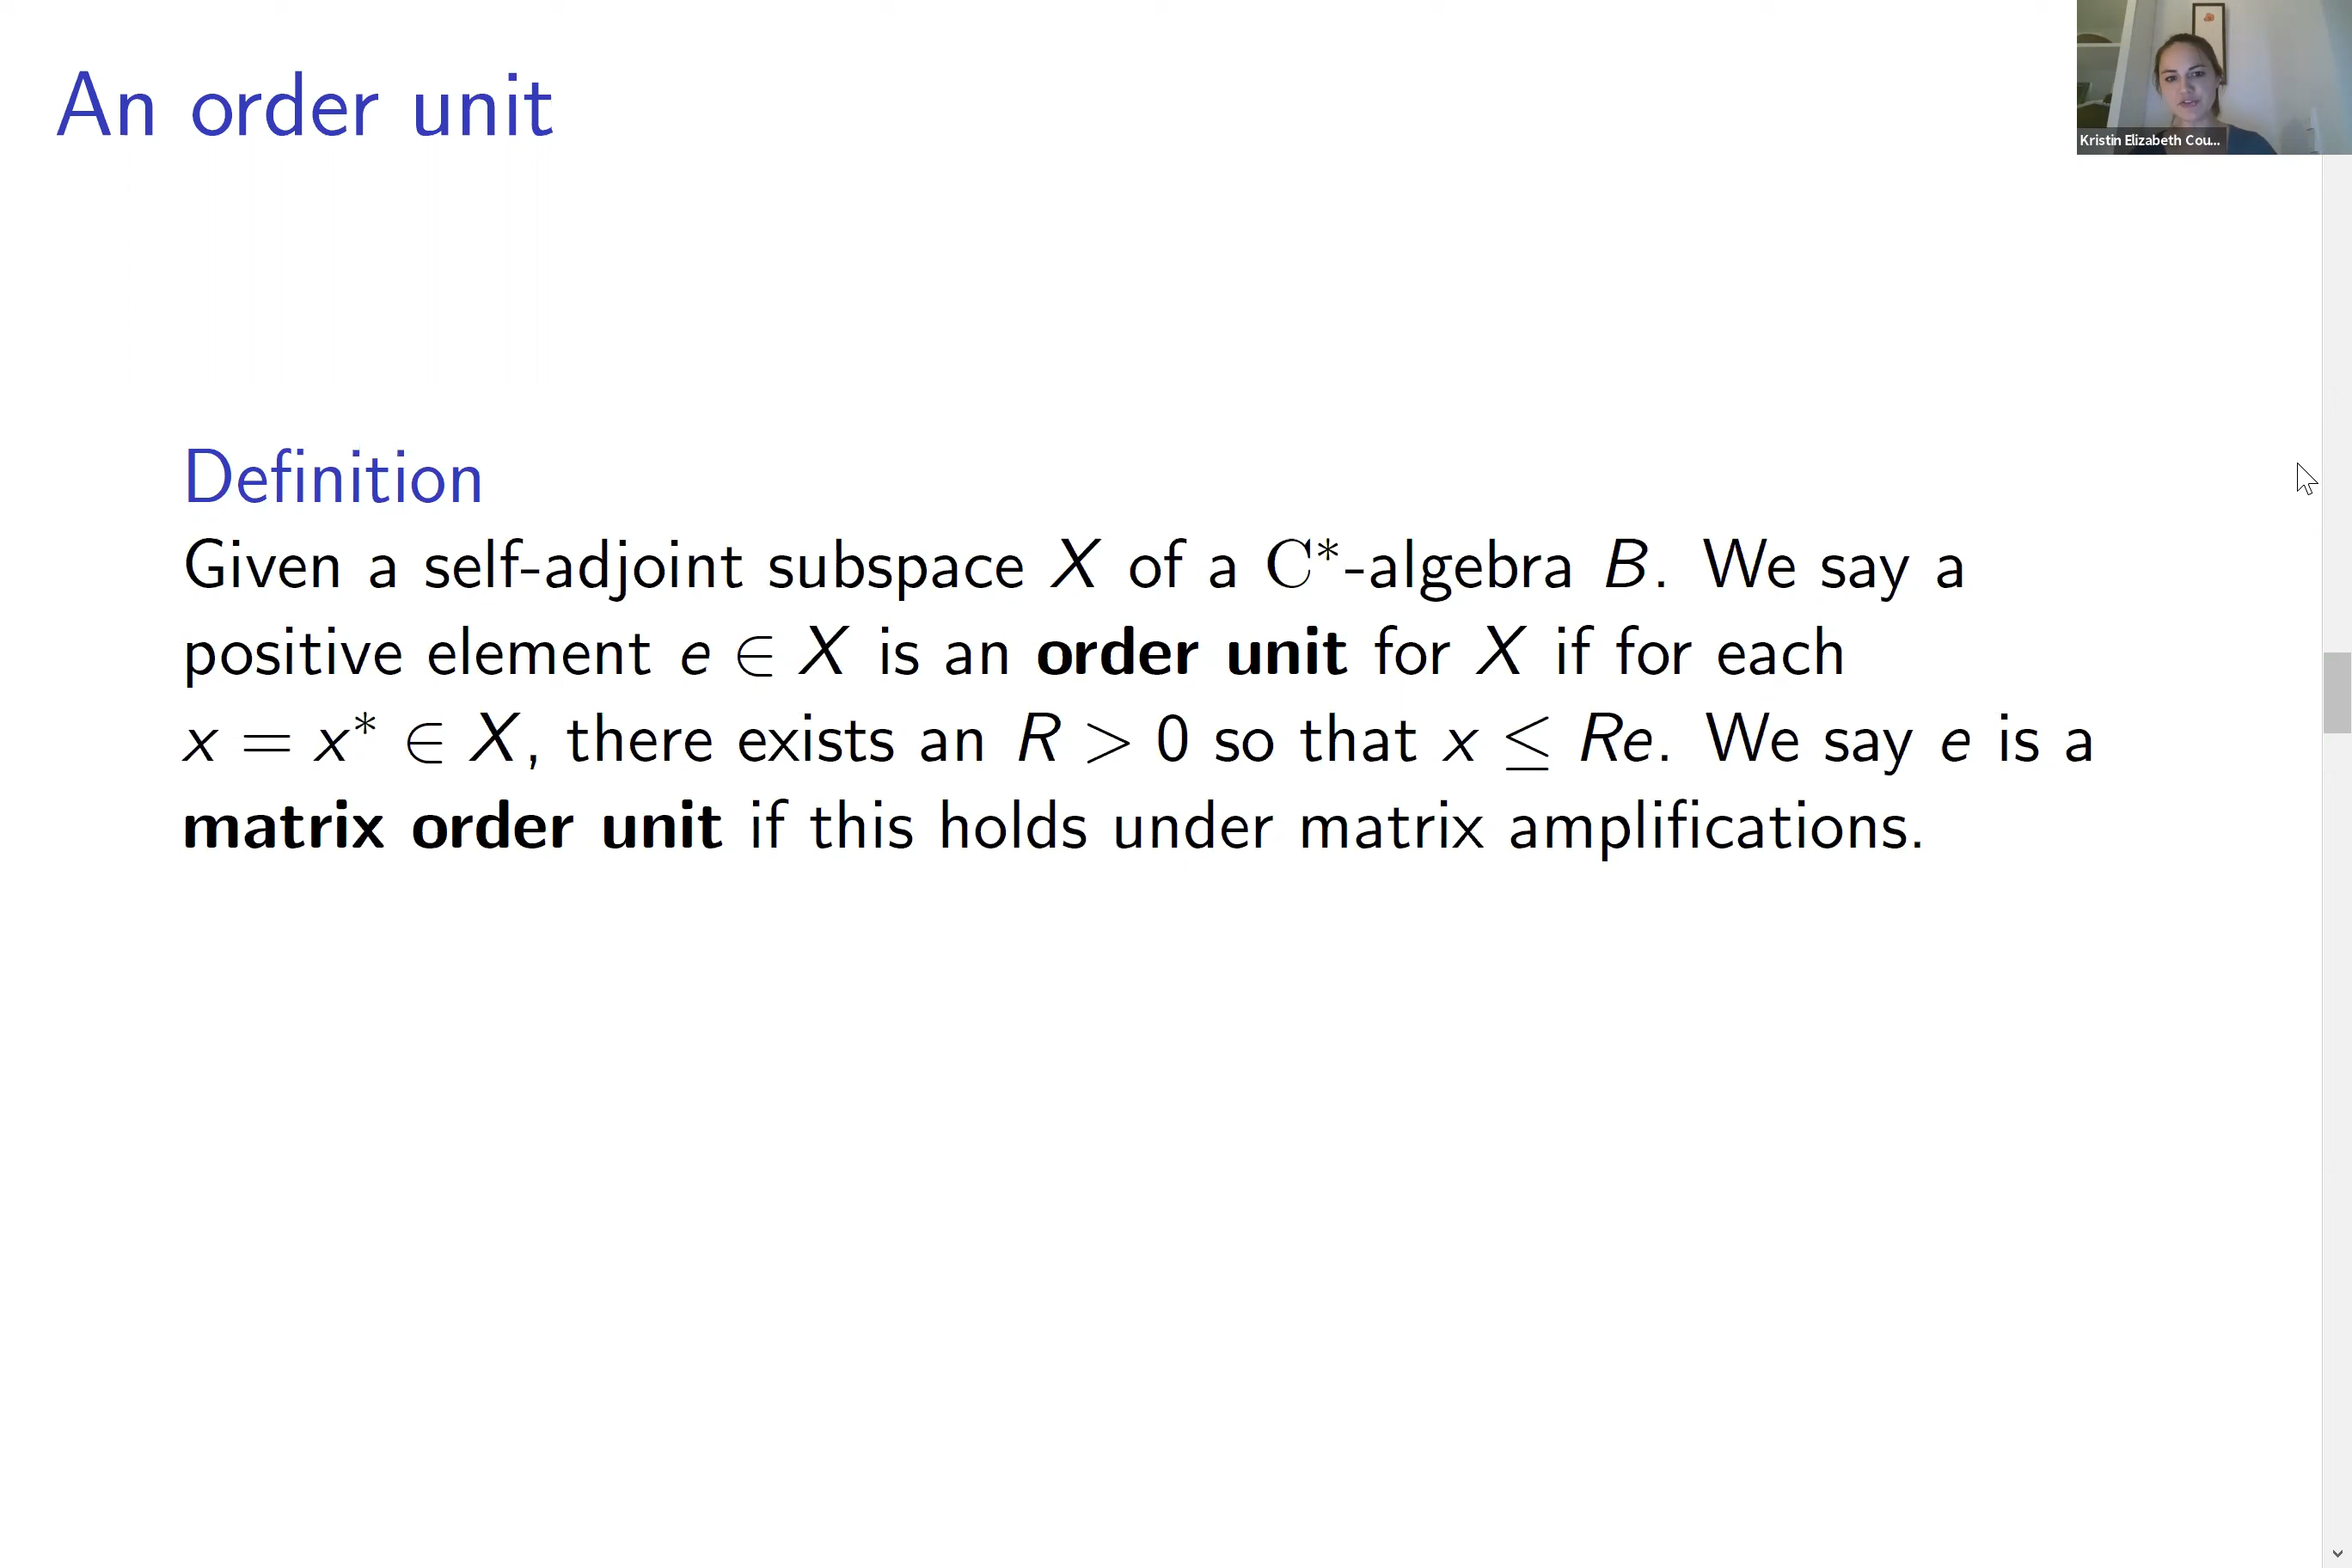 An order unit
Kristin Elizabeth Cou...
Definition
Given a self-adjoint subspace X of a C*-algebra B. We say a
positive element e ∈ X is an order unit for X if for each
x = x* ∈ X, there exists an R > 0 so that x ≤ Re. We say e is a
matrix order unit if this holds under matrix amplifications.